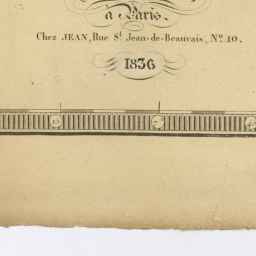 à Paris.
Chez JEAN, Rue St. Jean-de-Beauvais, No. 10.
1836